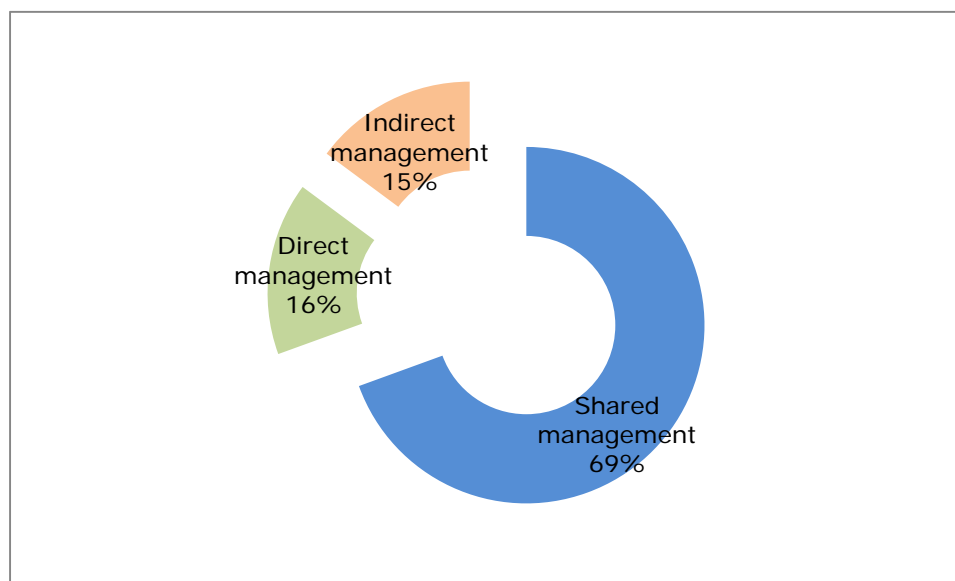 Indirect
management
15%
Direct
management
16%
Shared
management
69%